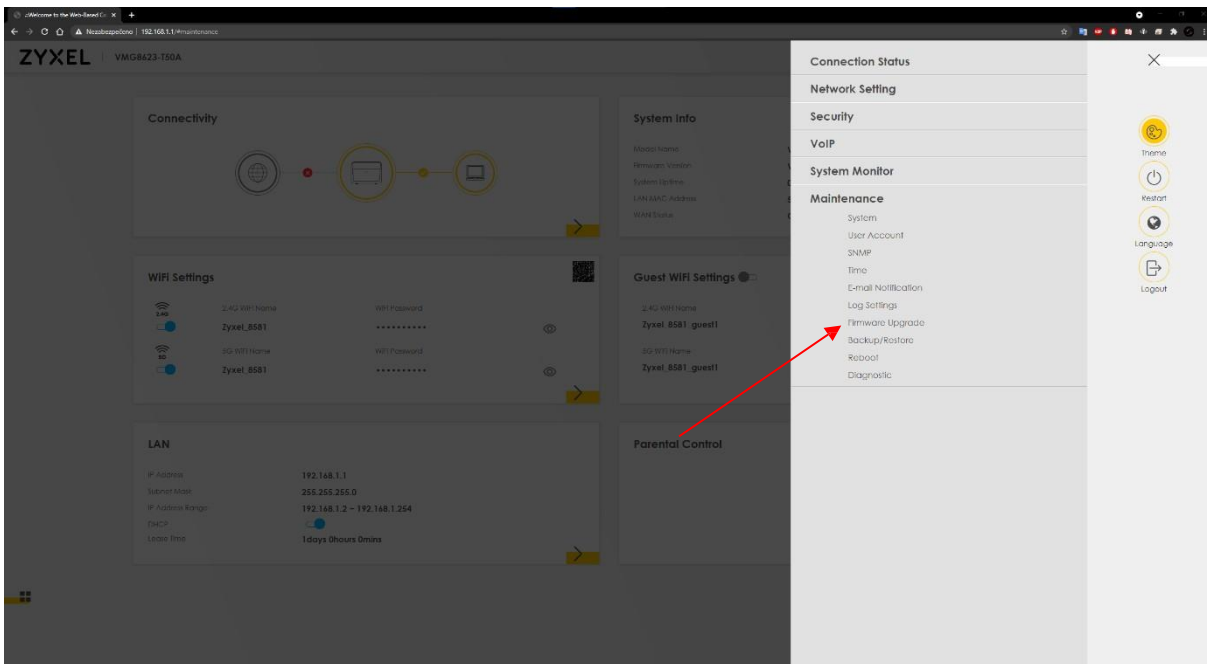 Welcome to the Web-Based Co
Nezabezpečeno | 192.168.1.1/#maintenance
ZYXEL VMG8623-T50A
Connectivity
System Info
Model Name
Firmware Version
System Uptime
LAN MAC Address
WAN Status
WiFi Settings
2.4G
2.4G WiFi Name WiFi Password
Zyxel_8581 ••••••••••
5G
5G WiFi Name WiFi Password
Zyxel_8581 ••••••••••
Guest WiFi Settings
2.4G WiFi Name
Zyxel_8581_guest1
5G WiFi Name
Zyxel_8581_guest1
LAN
IP Address 192.168.1.1
Subnet Mask 255.255.255.0
IP Address Range 192.168.1.2 ~ 192.168.1.254
DHCP
Lease Time 1days 0hours 0mins
Parental Control
Connection Status
Network Setting
Security
VoIP
System Monitor
Maintenance
System
User Account
SNMP
Time
E-mail Notification
Log Settings
Firmware Upgrade
Backup/Restore
Reboot
Diagnostic
Theme
Restart
Language
Logout